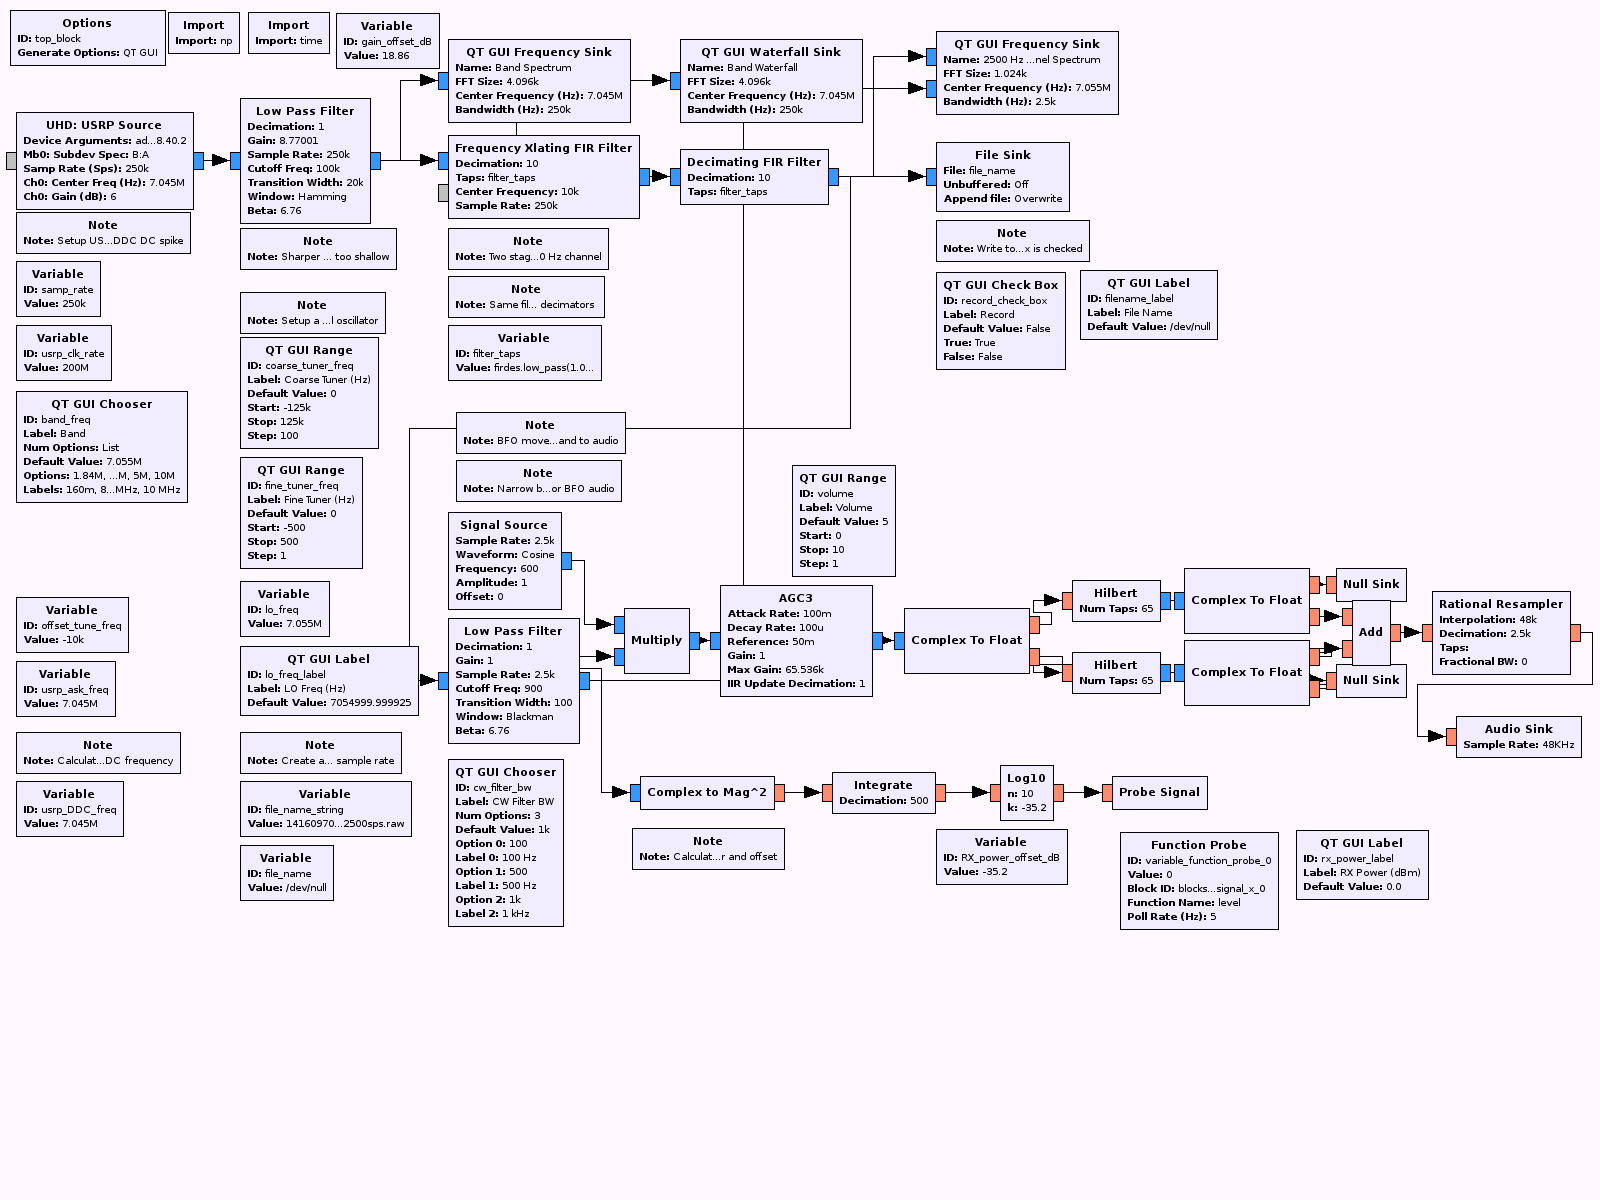 Options
ID: top_block
Generate Options: QT GUI
Import
Import: np
Import
Import: time
Variable
ID: gain_offset_dB
Value: 18.86
QT GUI Frequency Sink
Name: Band Spectrum
FFT Size: 4.096k
Center Frequency (Hz): 7.045M
Bandwidth (Hz): 250k
QT GUI Waterfall Sink
Name: Band Waterfall
FFT Size: 4.096k
Center Frequency (Hz): 7.045M
Bandwidth (Hz): 250k
QT GUI Frequency Sink
Name: 2500 Hz ...nel Spectrum
FFT Size: 1.024k
Center Frequency (Hz): 7.055M
Bandwidth (Hz): 2.5k
UHD: USRP Source
Device Arguments: ad...8.40.2
Mb0: Subdev Spec: B:A
Samp Rate (Sps): 250k
Ch0: Center Freq (Hz): 7.045M
Ch0: Gain (dB): 6
Low Pass Filter
Decimation: 1
Gain: 8.77001
Sample Rate: 250k
Cutoff Freq: 100k
Transition Width: 20k
Window: Hamming
Beta: 6.76
Frequency Xlating FIR Filter
Decimation: 10
Taps: filter_taps
Center Frequency: 10k
Sample Rate: 250k
Decimating FIR Filter
Decimation: 10
Taps: filter_taps
File Sink
File: file_name
Unbuffered: Off
Append file: Overwrite
Note
Note: Setup US...DDC DC spike
Note
Note: Sharper ... too shallow
Note
Note: Two stag...0 Hz channel
Note
Note: Write to...x is checked
Variable
ID: samp_rate
Value: 250k
Note
Note: Setup a ...l oscillator
Note
Note: Same fil... decimators
QT GUI Check Box
ID: record_check_box
Label: Record
Default Value: False
True: True
False: False
QT GUI Label
ID: filename_label
Label: File Name
Default Value: /dev/null
Variable
ID: usrp_clk_rate
Value: 200M
QT GUI Range
ID: coarse_tuner_freq
Label: Coarse Tuner (Hz)
Default Value: 0
Start: -125k
Stop: 125k
Step: 100
Variable
ID: filter_taps
Value: firdes.low_pass(1.0...
QT GUI Chooser
ID: band_freq
Label: Band
Num Options: List
Default Value: 7.055M
Options: 1.84M, ...M, 5M, 10M
Labels: 160m, 8...MHz, 10 MHz
Note
Note: BFO move...and to audio
Note
Note: Narrow b...or BFO audio
QT GUI Range
ID: fine_tuner_freq
Label: Fine Tuner (Hz)
Default Value: 0
Start: -500
Stop: 500
Step: 1
QT GUI Range
ID: volume
Label: Volume
Default Value: 5
Start: 0
Stop: 10
Step: 1
Signal Source
Sample Rate: 2.5k
Waveform: Cosine
Frequency: 600
Amplitude: 1
Offset: 0
Variable
ID: offset_tune_freq
Value: -10k
Variable
ID: lo_freq
Value: 7.055M
Low Pass Filter
Decimation: 1
Gain: 1
Sample Rate: 2.5k
Cutoff Freq: 900
Transition Width: 100
Window: Blackman
Beta: 6.76
Multiply
AGC3
Attack Rate: 100m
Decay Rate: 100u
Reference: 50m
Gain: 1
Max Gain: 65.536k
IIR Update Decimation: 1
Complex To Float
Hilbert
Num Taps: 65
Hilbert
Num Taps: 65
Complex To Float
Complex To Float
Null Sink
Add
Null Sink
Rational Resampler
Interpolation: 48k
Decimation: 2.5k
Taps:
Fractional BW: 0
Audio Sink
Sample Rate: 48KHz
Variable
ID: usrp_ask_freq
Value: 7.045M
QT GUI Label
ID: lo_freq_label
Label: LO Freq (Hz)
Default Value: 7054999.999925
Note
Note: Calculat...DC frequency
Note
Note: Create a... sample rate
Variable
ID: usrp_DDC_freq
Value: 7.045M
Variable
ID: file_name_string
Value: 14160970...2500sps.raw
Variable
ID: file_name
Value: /dev/null
QT GUI Chooser
ID: cw_filter_bw
Label: CW Filter BW
Num Options: 3
Default Value: 1k
Option 0: 100
Label 0: 100 Hz
Option 1: 500
Label 1: 500 Hz
Option 2: 1k
Label 2: 1 kHz
Complex to Mag^2
Integrate
Decimation: 500
Log10
n: 10
k: -35.2
Probe Signal
Note
Note: Calculat...r and offset
Variable
ID: RX_power_offset_dB
Value: -35.2
Function Probe
ID: variable_function_probe_0
Value: 0
Block ID: blocks...signal_x_0
Function Name: level
Poll Rate (Hz): 5
QT GUI Label
ID: rx_power_label
Label: RX Power (dBm)
Default Value: 0.0